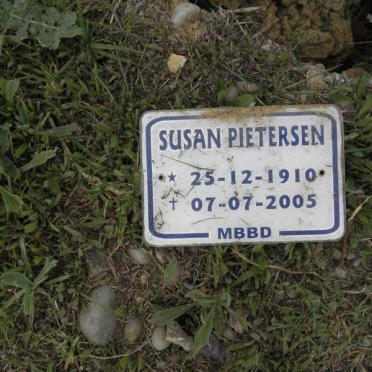 SUSAN PIETERSEN
★ 25-12-1910
† 07-07-2005
MBBD